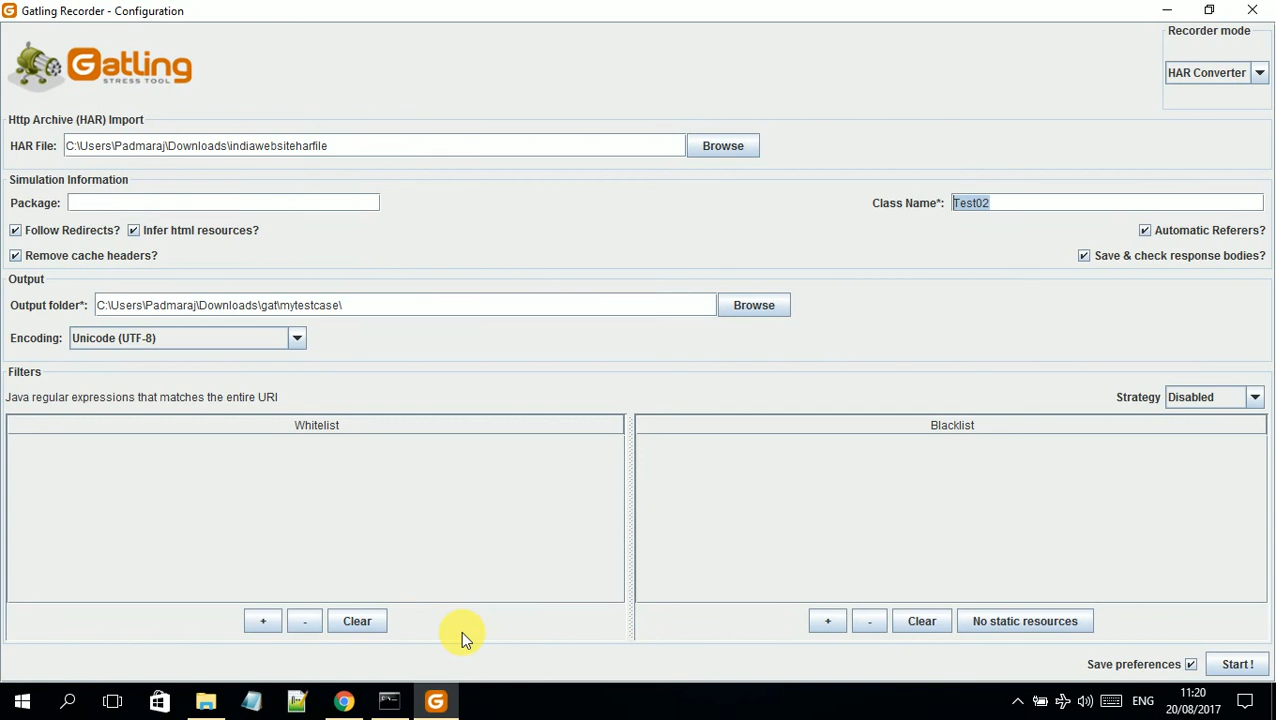 Gatling Recorder - Configuration
Recorder mode
Gatling
STRESS TOOL
HAR Converter
Http Archive (HAR) Import
HAR File: C:\Users\Padmaraj\Downloads\indiawebsiteharfile Browse
Simulation Information
Package: Class Name*: Test02
Follow Redirects? Infer html resources? Automatic Referers?
Remove cache headers? Save & check response bodies?
Output
Output folder*: C:\Users\Padmaraj\Downloads\gat\mytestcase\ Browse
Encoding: Unicode (UTF-8)
Filters
Java regular expressions that matches the entire URI Strategy Disabled
Whitelist Blacklist
+ - Clear + - Clear No static resources
Save preferences Start !
ENG 11:20
20/08/2017